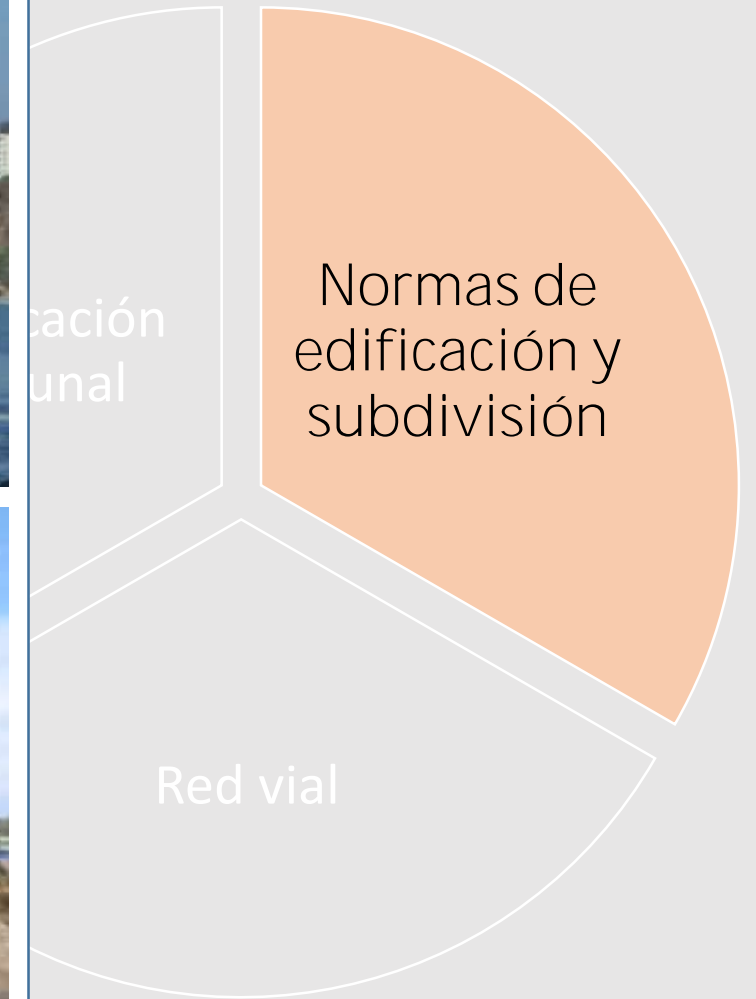 cación
unal
Normas de
edificación y
subdivisión
Red vial